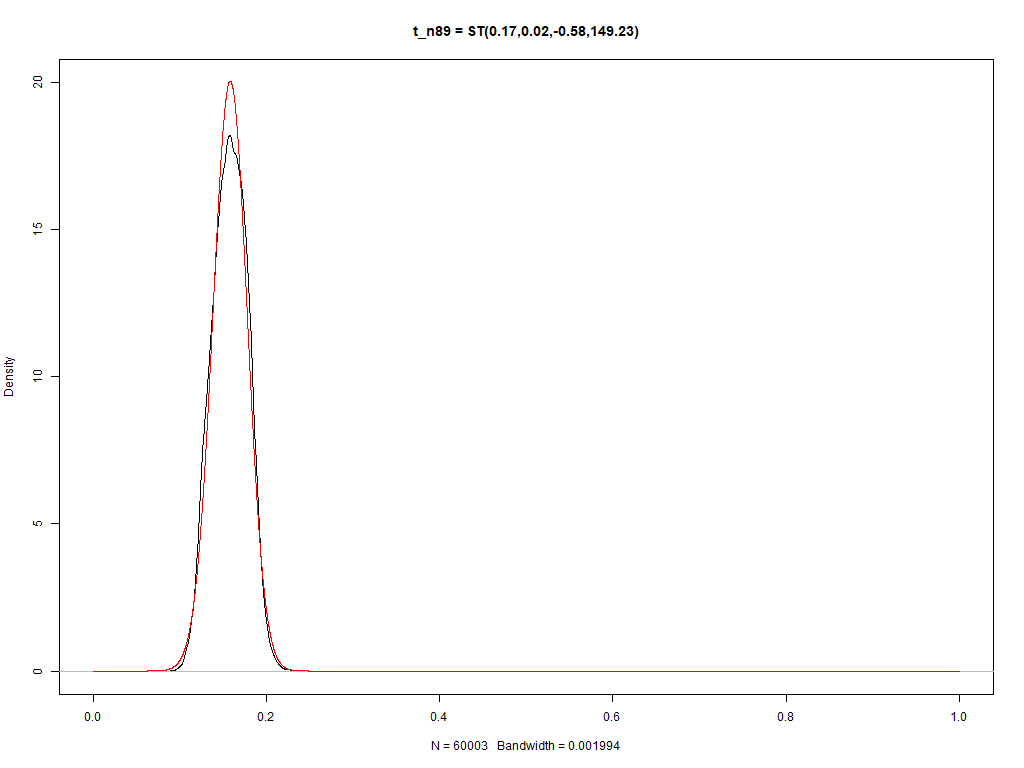 t_n89 = ST(0.17,0.02,-0.58,149.23)
Density
20
15
10
5
0
0.0 0.2 0.4 0.6 0.8 1.0
N = 60003 Bandwidth = 0.001994